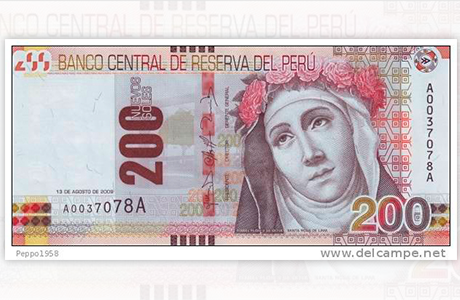 BANCO CENTRAL DE RESERVA DEL PERÚ
200 BANCO CENTRAL DE RESERVA DEL PERÚ
200
NUEVOS SOLES
A0037078A
13 DE AGOSTO DE 2009
A0037078A
SANTA ROSA DE LIMA
200
Peppo1958
© www.delcampe.net